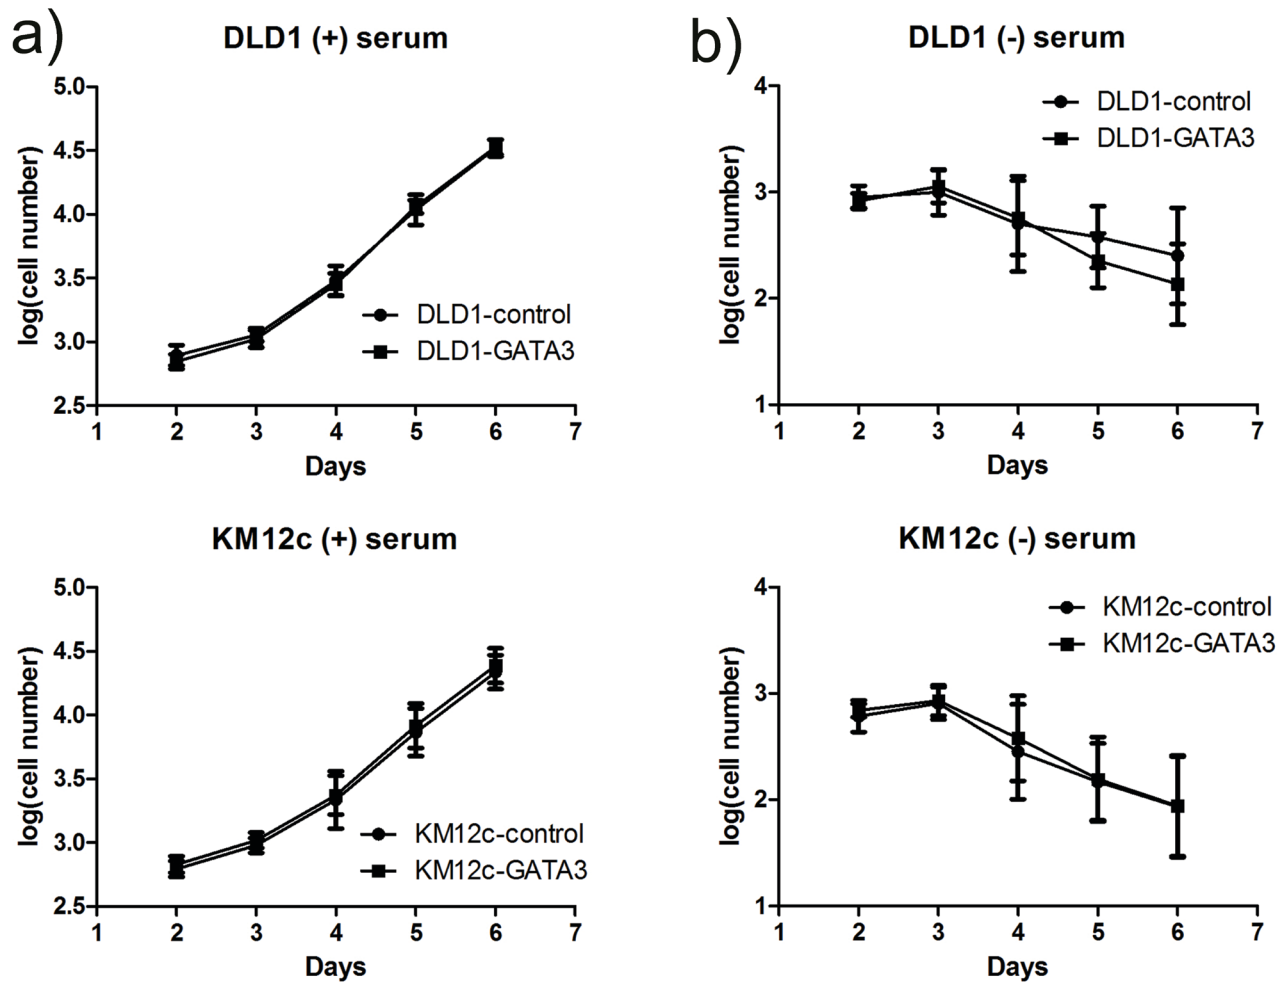 a)
DLD1 (+) serum
5.0
4.5
4.0
3.5
3.0
2.5
log(cell number)
DLD1-control
DLD1-GATA3
1 2 3 4 5 6 7
Days
b)
DLD1 (-) serum
4
3
2
1
log(cell number)
DLD1-control
DLD1-GATA3
1 2 3 4 5 6 7
Days
KM12c (+) serum
5.0
4.5
4.0
3.5
3.0
2.5
log(cell number)
KM12c-control
KM12c-GATA3
1 2 3 4 5 6 7
Days
KM12c (-) serum
4
3
2
1
log(cell number)
KM12c-control
KM12c-GATA3
1 2 3 4 5 6 7
Days